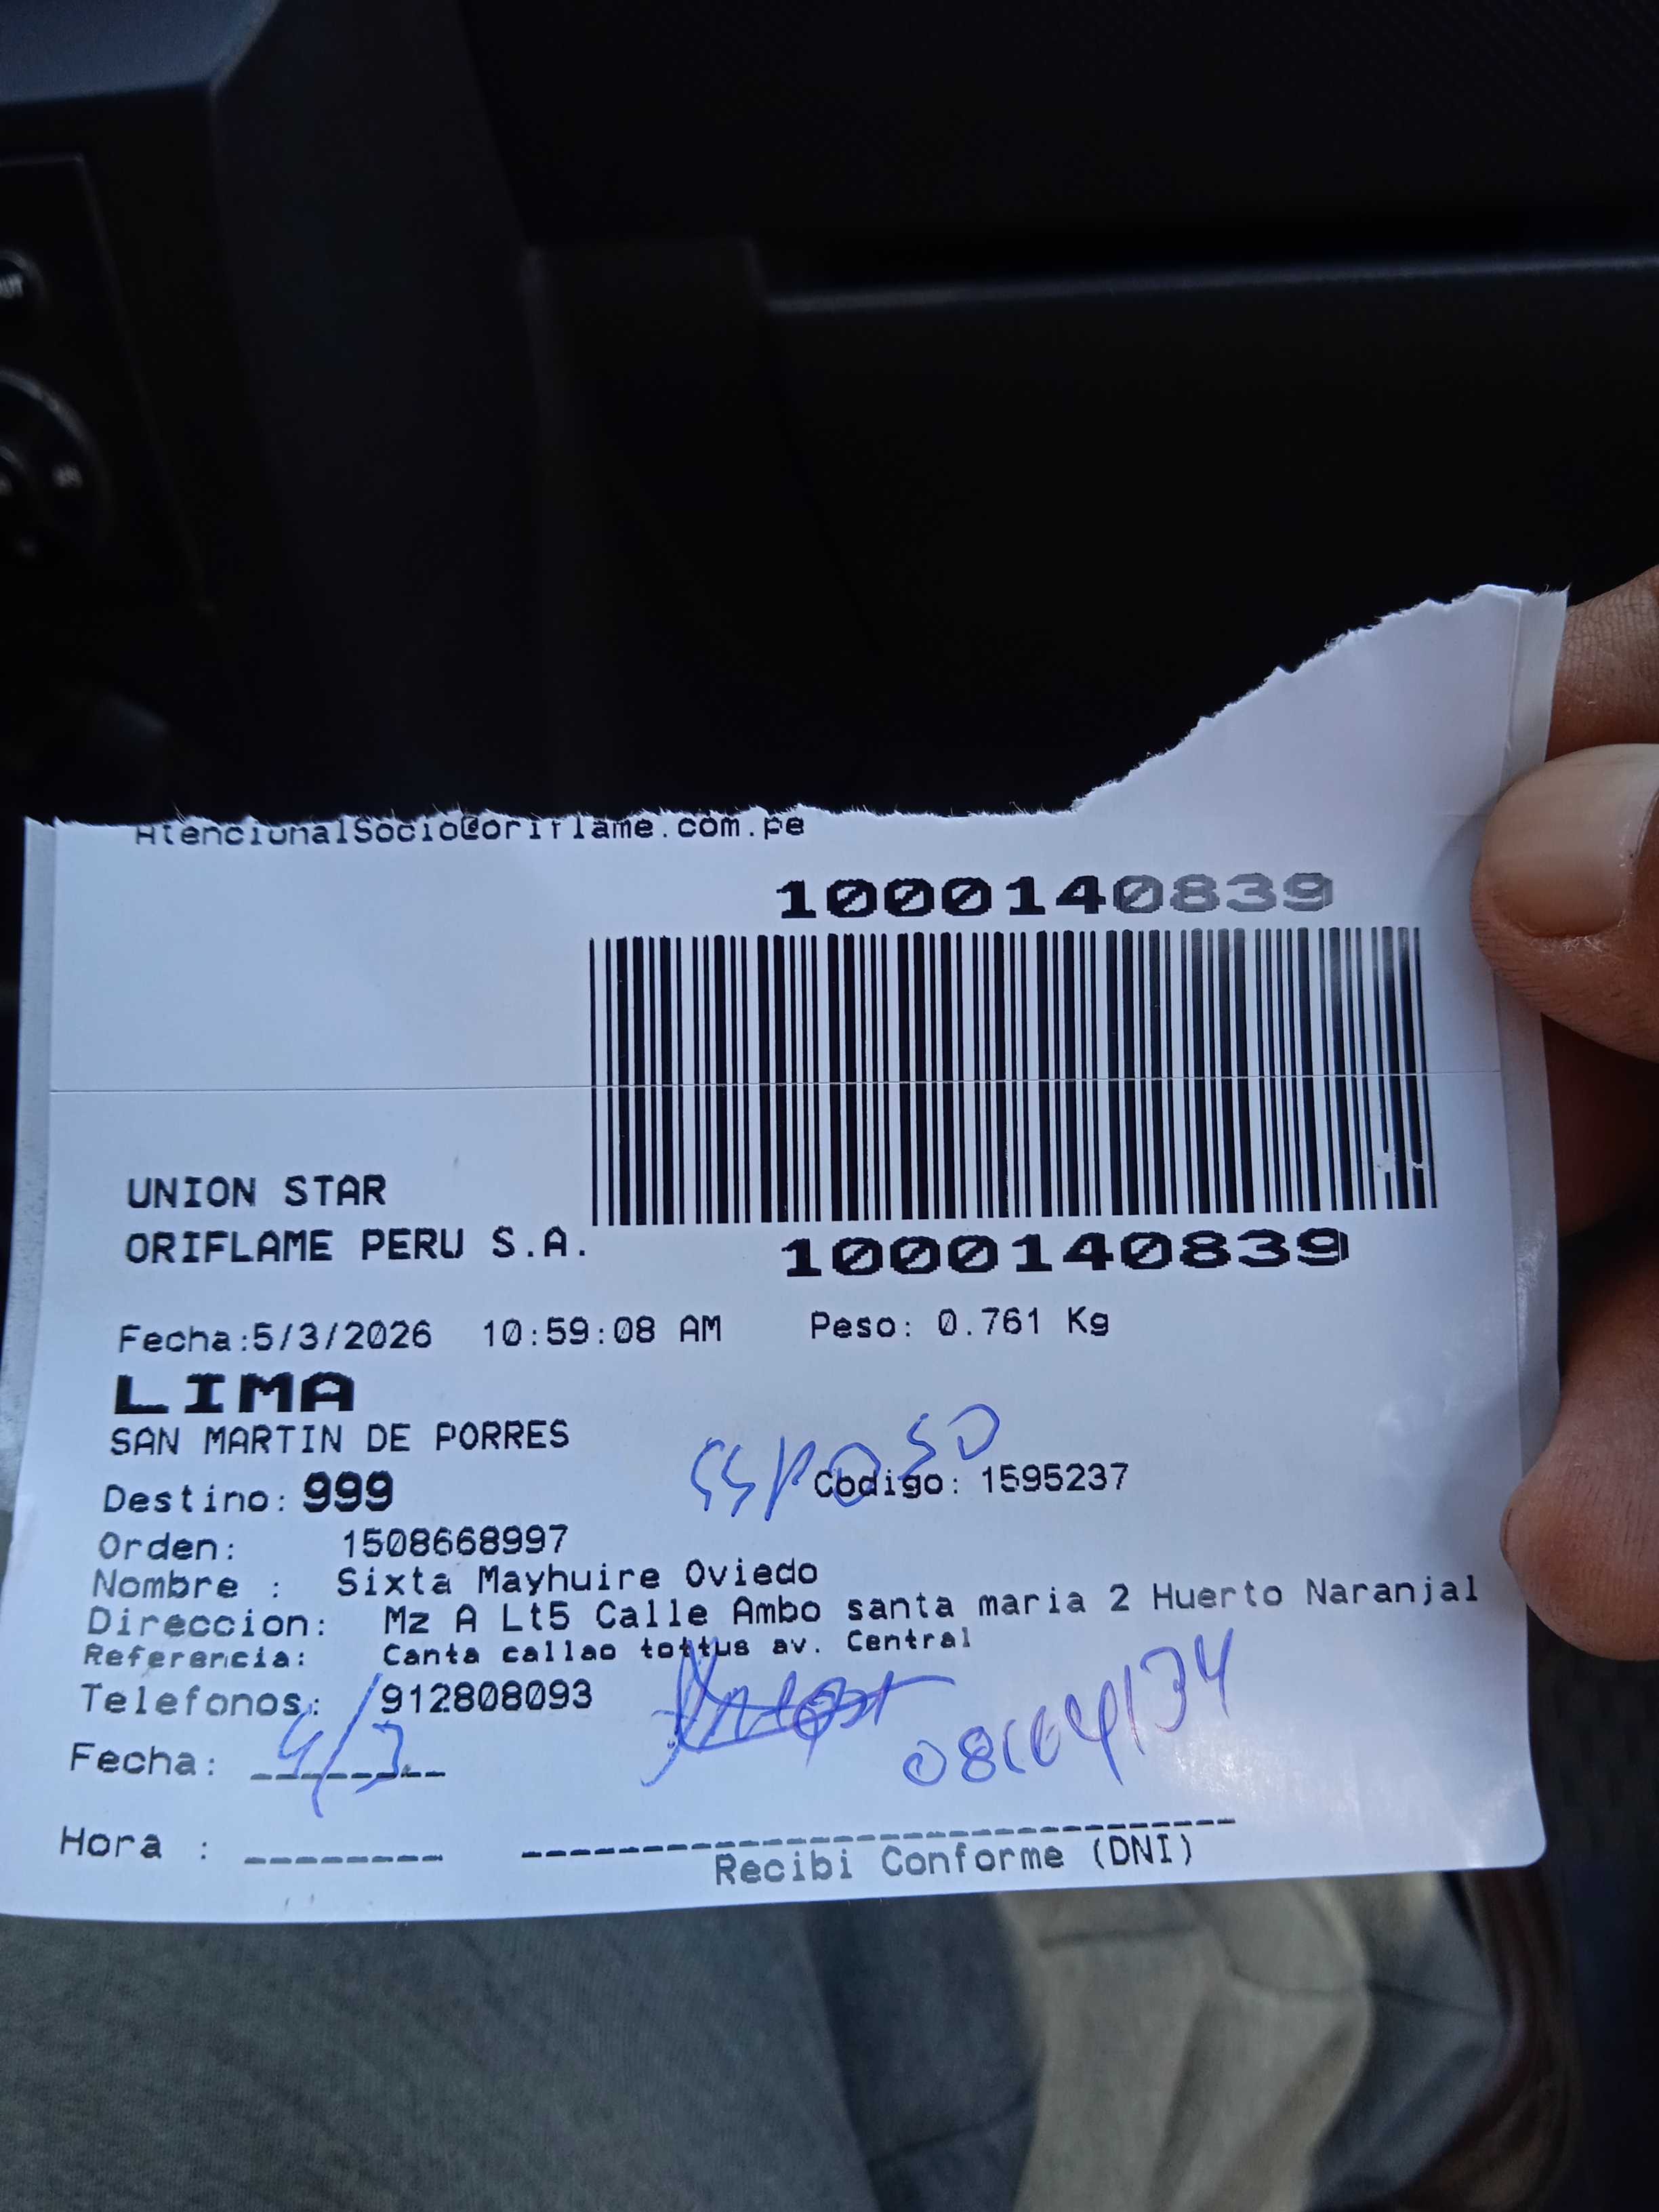 AtencionalSocio@oriflame.com.pe
1000140839
UNION STAR
ORIFLAME PERU S.A.
1000140839
Fecha:5/3/2026 10:59:08 AM Peso: 0.761 Kg
LIMA
SAN MARTIN DE PORRES
esposo
Destino: 999 Codigo: 1595237
Orden: 1508668997
Nombre : Sixta Mayhuire Oviedo
Direccion: Mz A Lt5 Calle Ambo santa maria 2 Huerto Naranjal
Referencia: Canta callao tottus av. Central
Telefonos: 912808093
Fecha:
Hora :
Recibi Conforme (DNI)